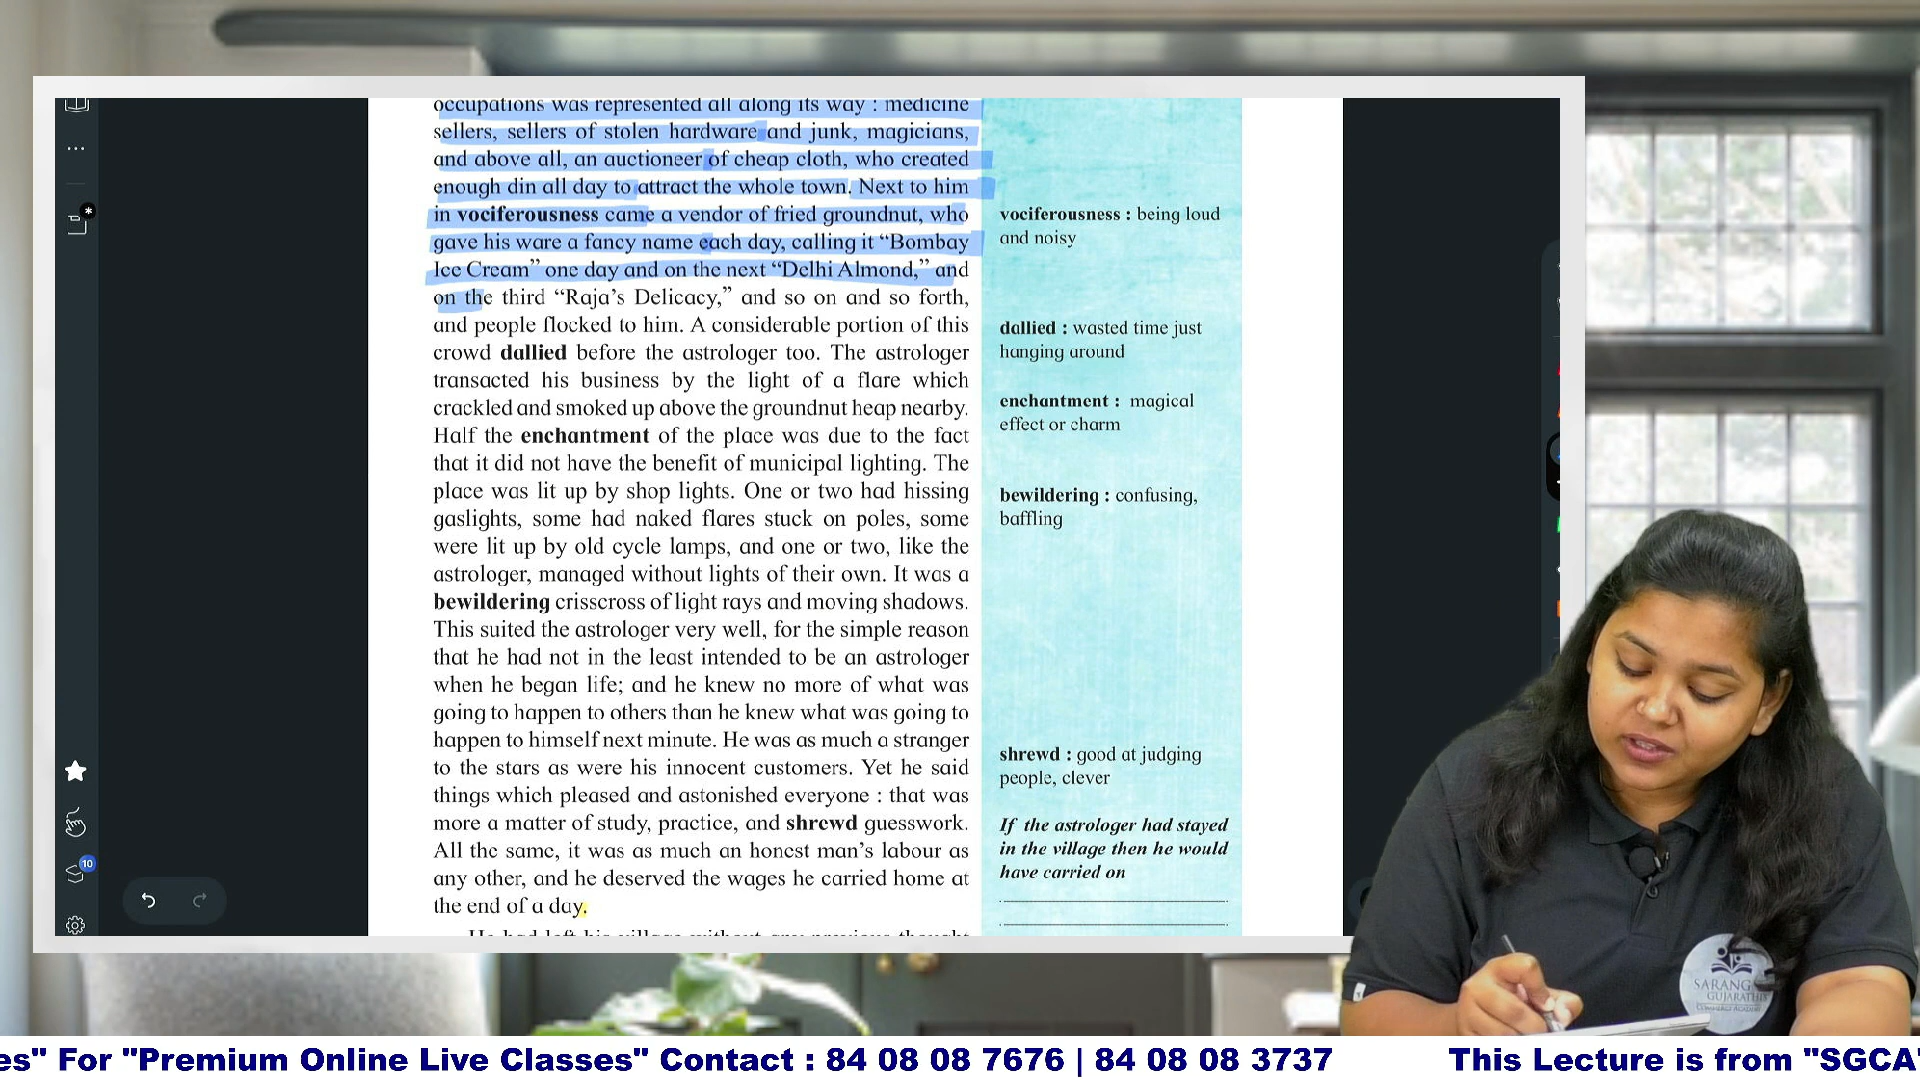 occupations was represented all along its way : medicine
sellers, sellers of stolen hardware and junk, magicians,
and above all, an auctioneer of cheap cloth, who created
enough din all day to attract the whole town. Next to him
in vociferousness came a vendor of fried groundnut, who
gave his ware a fancy name each day, calling it “Bombay
Ice Cream” one day and on the next “Delhi Almond,” and
on the third “Raja’s Delicacy,” and so on and so forth,
and people flocked to him. A considerable portion of this
crowd dallied before the astrologer too. The astrologer
transacted his business by the light of a flare which
crackled and smoked up above the groundnut heap nearby.
Half the enchantment of the place was due to the fact
that it did not have the benefit of municipal lighting. The
place was lit up by shop lights. One or two had hissing
gaslights, some had naked flares stuck on poles, some
were lit up by old cycle lamps, and one or two, like the
astrologer, managed without lights of their own. It was a
bewildering crisscross of light rays and moving shadows.
This suited the astrologer very well, for the simple reason
that he had not in the least intended to be an astrologer
when he began life; and he knew no more of what was
going to happen to others than he knew what was going to
happen to himself next minute. He was as much a stranger
to the stars as were his innocent customers. Yet he said
things which pleased and astonished everyone : that was
more a matter of study, practice, and shrewd guesswork.
All the same, it was as much an honest man’s labour as
any other, and he deserved the wages he carried home at
the end of a day.
He had left his village without any previous thought
vociferousness : being loud
and noisy
dallied : wasted time just
hanging around
enchantment : magical
effect or charm
bewildering : confusing,
baffling
shrewd : good at judging
people, clever
If the astrologer had stayed
in the village then he would
have carried on
10
SARANG
GUJARATHI'S
COMMERCE ACADEMY
es" For "Premium Online Live Classes" Contact : 84 08 08 7676 | 84 08 08 3737
This Lecture is from "SGCA"